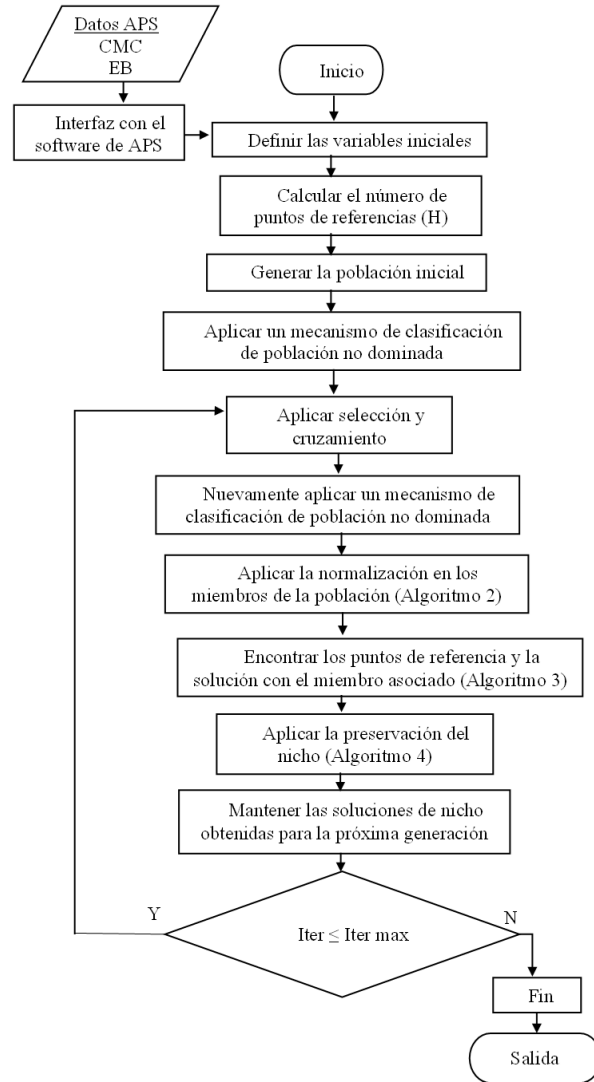 Datos APS
CMC
EB
Inicio
Interfaz con el
software de APS
Definir las variables iniciales
Calcular el número de
puntos de referencias (H)
Generar la población inicial
Aplicar un mecanismo de clasificación
de población no dominada
Aplicar selección y
cruzamiento
Nuevamente aplicar un mecanismo de
clasificación de población no dominada
Aplicar la normalización en los
miembros de la población (Algoritmo 2)
Encontrar los puntos de referencia y la
solución con el miembro asociado (Algoritmo 3)
Aplicar la preservación del
nicho (Algoritmo 4)
Mantener las soluciones de nicho
obtenidas para la próxima generación
Y
N
Iter ≤ Iter max
Fin
Salida